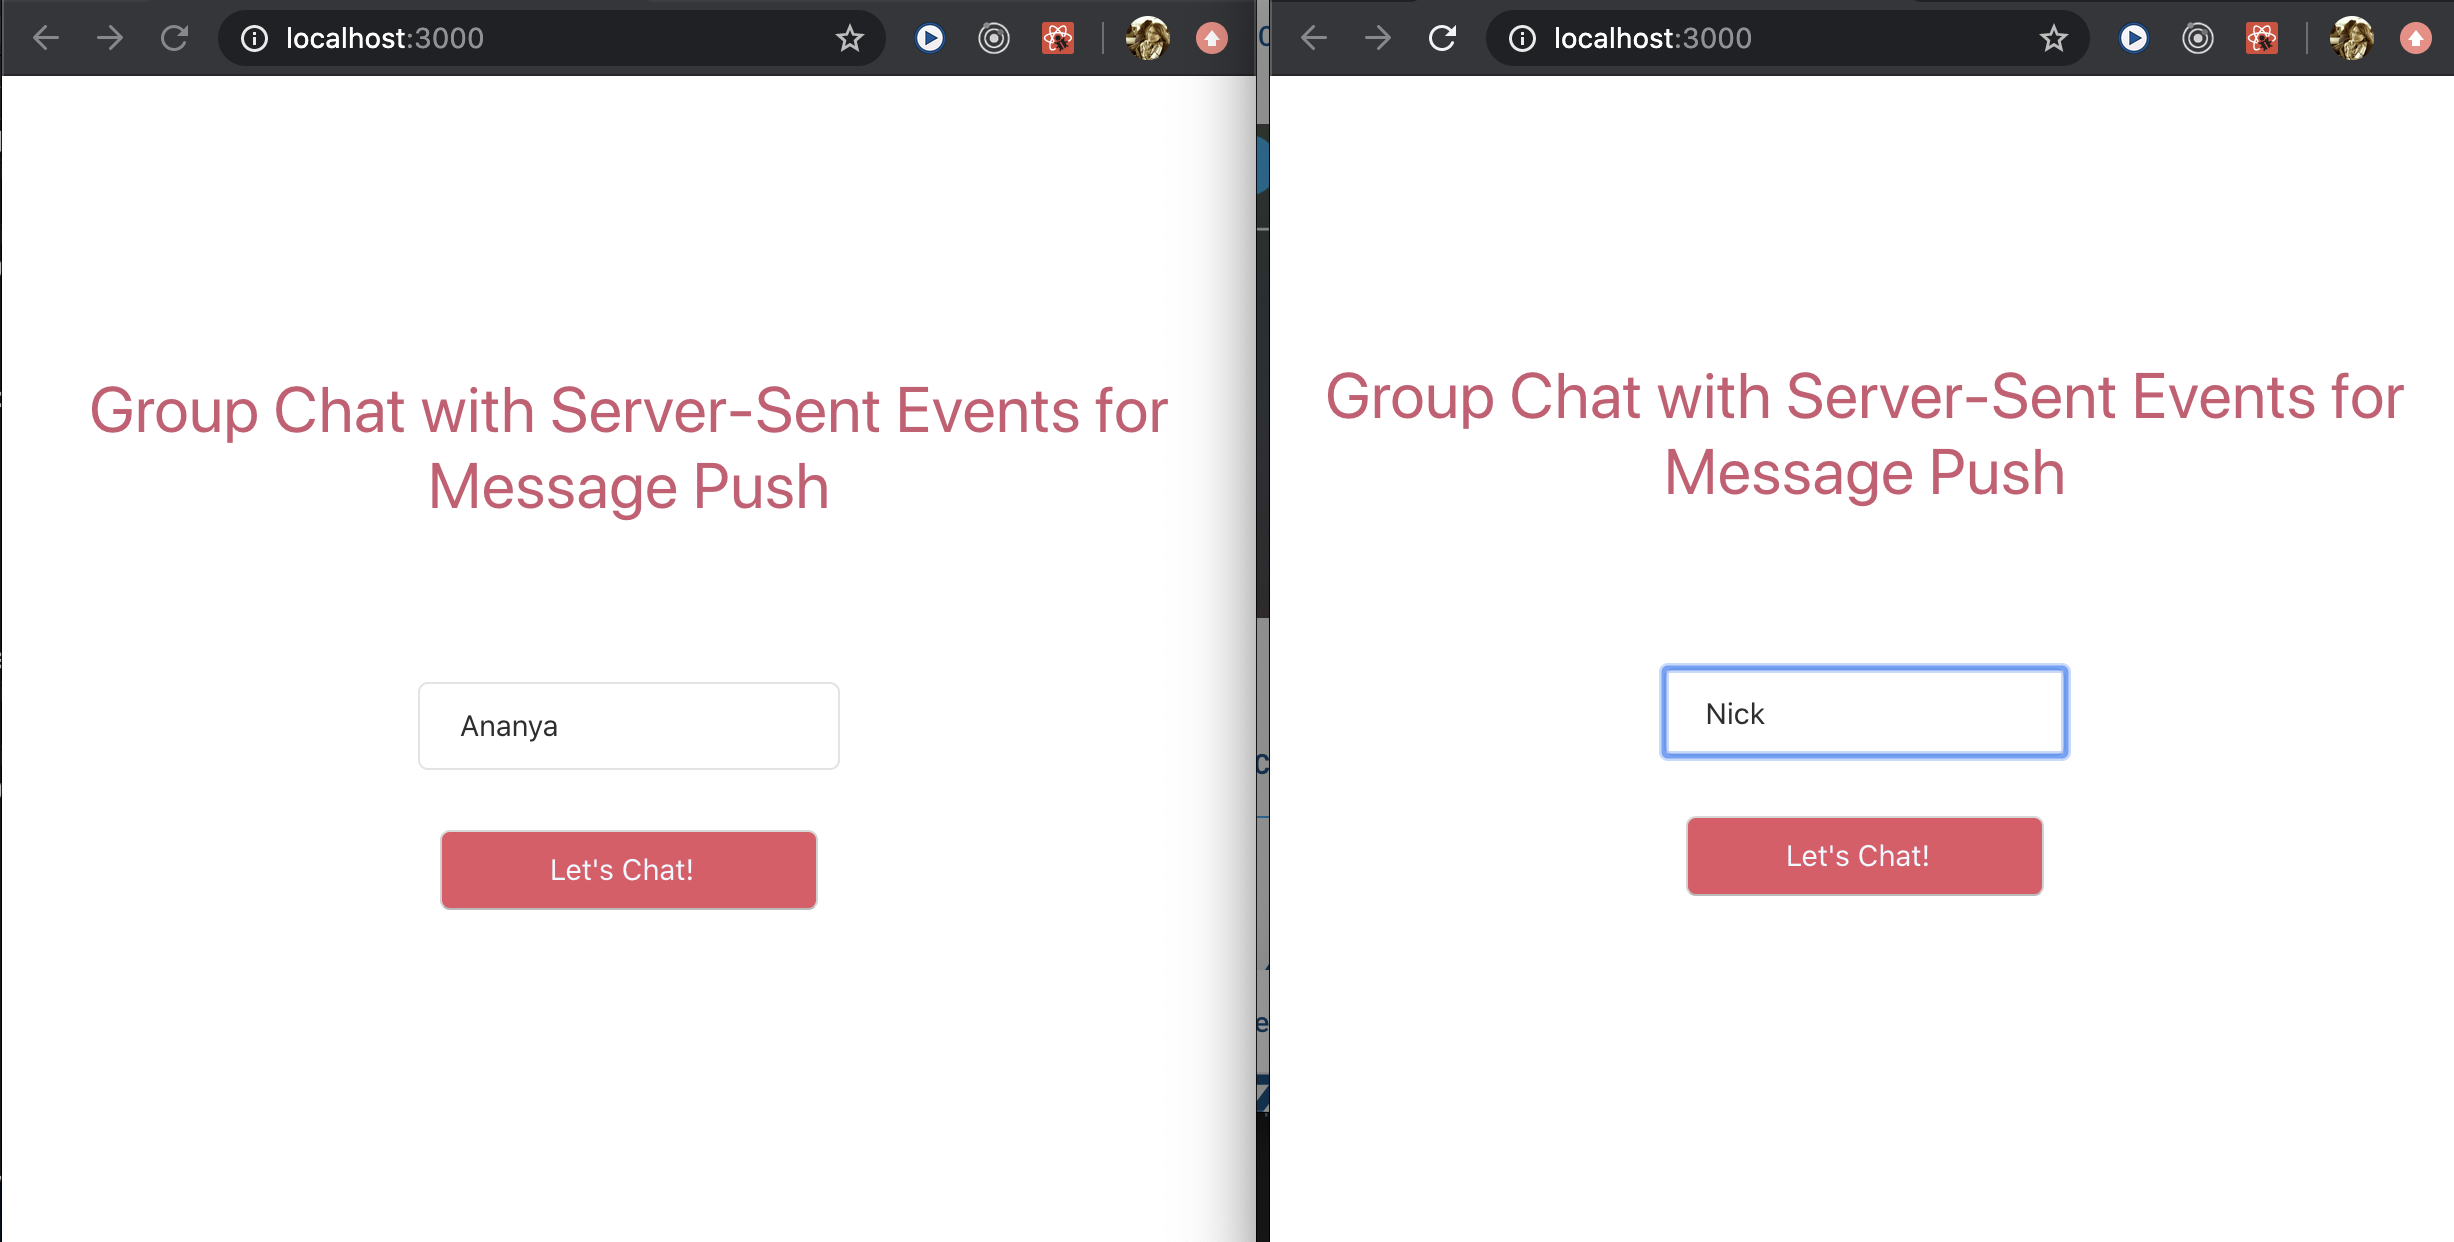 localhost:3000
Group Chat with Server-Sent Events for
Message Push
Ananya
Let's Chat!
localhost:3000
Group Chat with Server-Sent Events for
Message Push
Nick
Let's Chat!